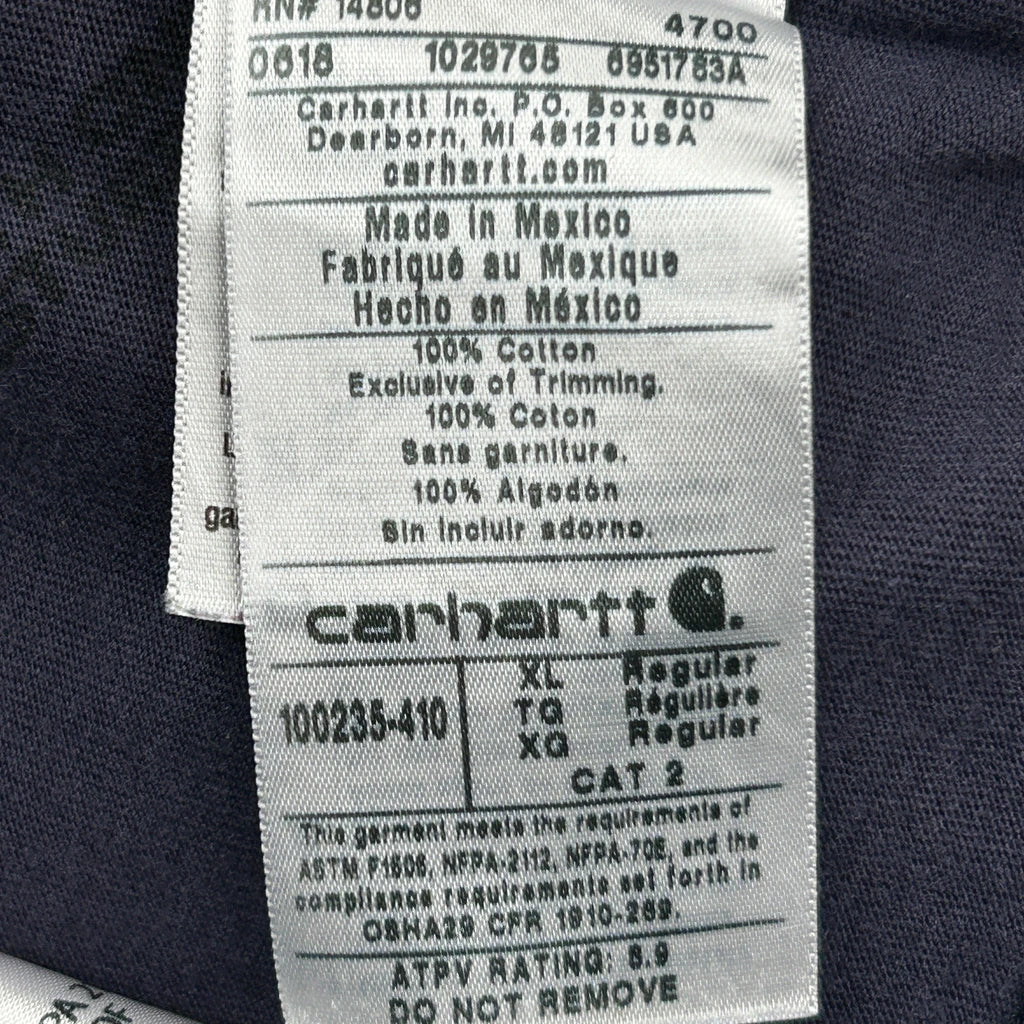 RN# 14806
4700
0618 1029765 6951763A
Carhartt Inc. P.O. Box 600
Dearborn, MI 48121 USA
carhartt.com
Made in Mexico
Fabriqué au Mexique
Hecho en México
100% Cotton
Exclusive of Trimming.
100% Coton
Sans garniture.
100% Algodón
Sin incluir adorno.
ga
carhartt
100235-410
XL Regular
TG Régulière
XG Regular
CAT 2
This garment meets the requirements of
ASTM F1506, NFPA-2112, NFPA-70E, and the
compliance requirements set forth in
OSHA29 CFR 1910-269.
ATPV RATING: 8.9
DO NOT REMOVE